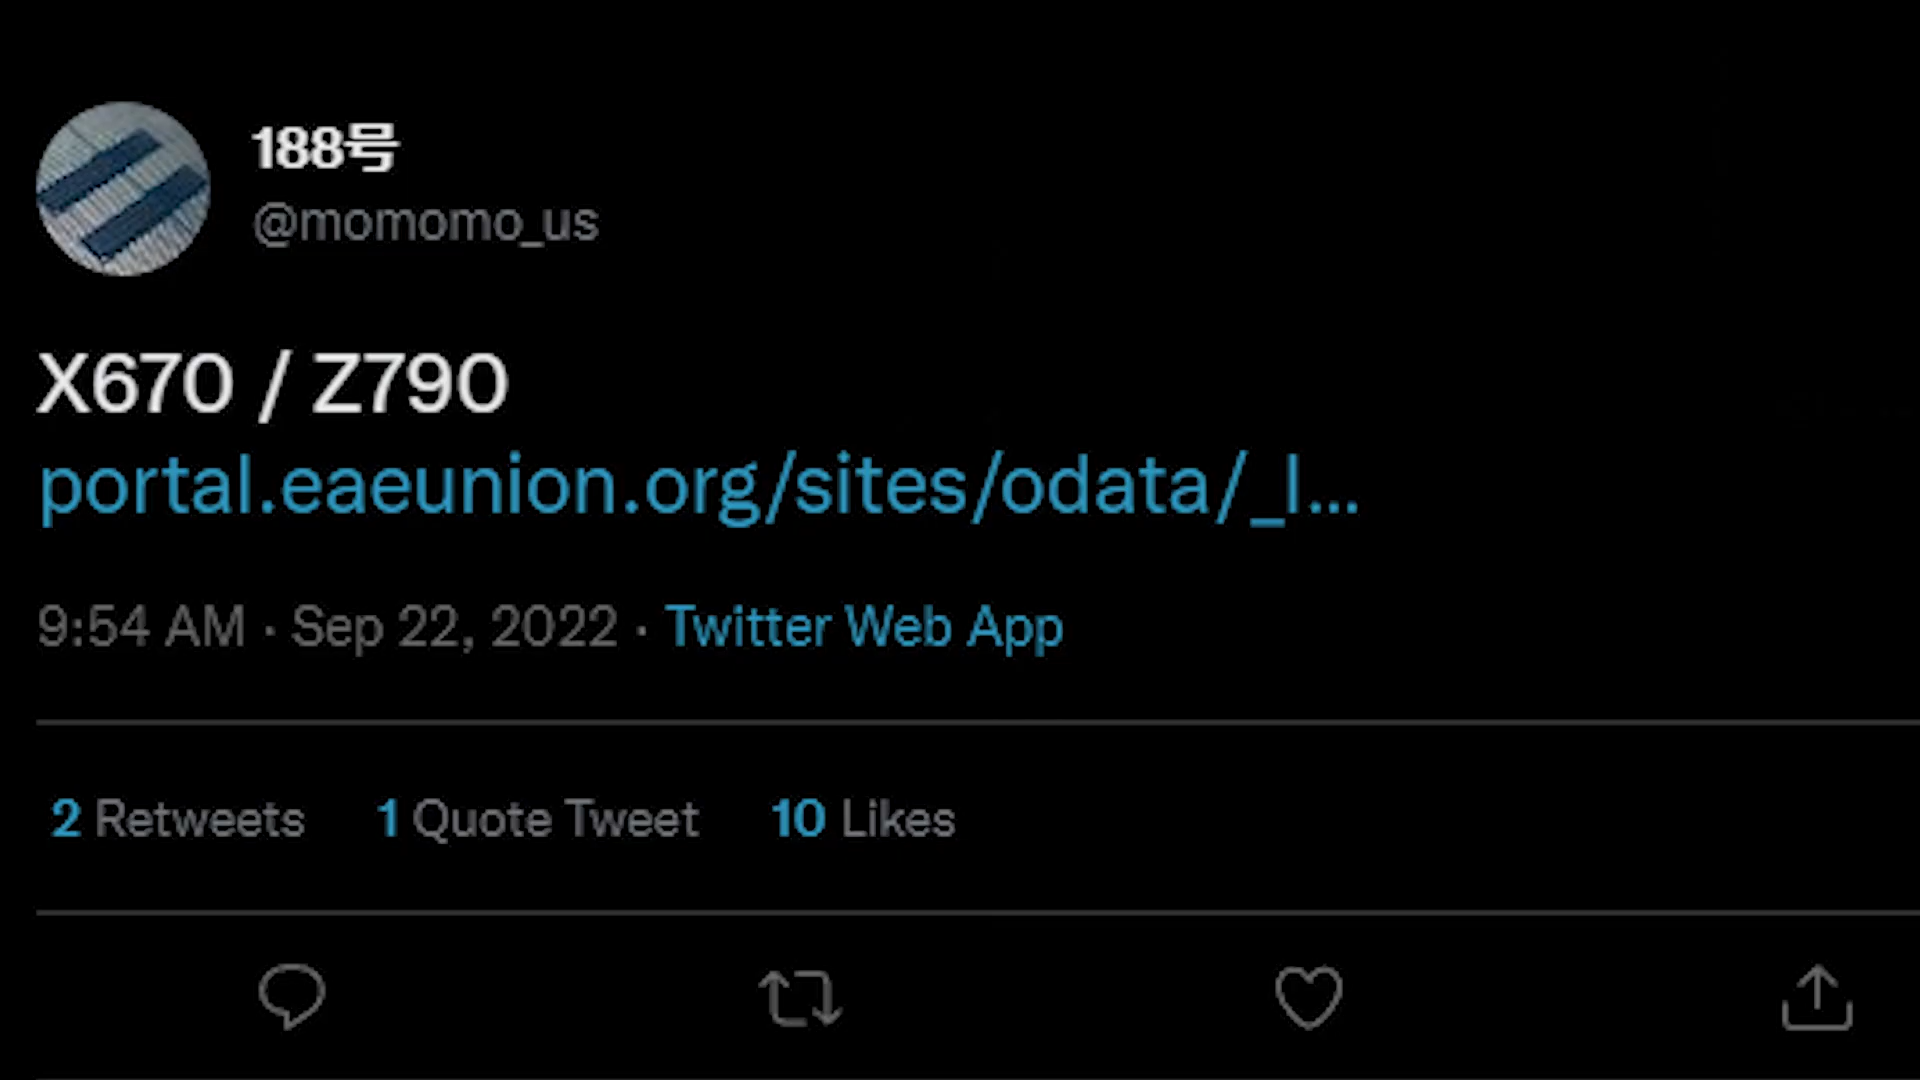 188号
@momomo_us
X670 / Z790
portal.eaeunion.org/sites/odata/_l...
9:54 AM · Sep 22, 2022 · Twitter Web App
2 Retweets 1 Quote Tweet 10 Likes